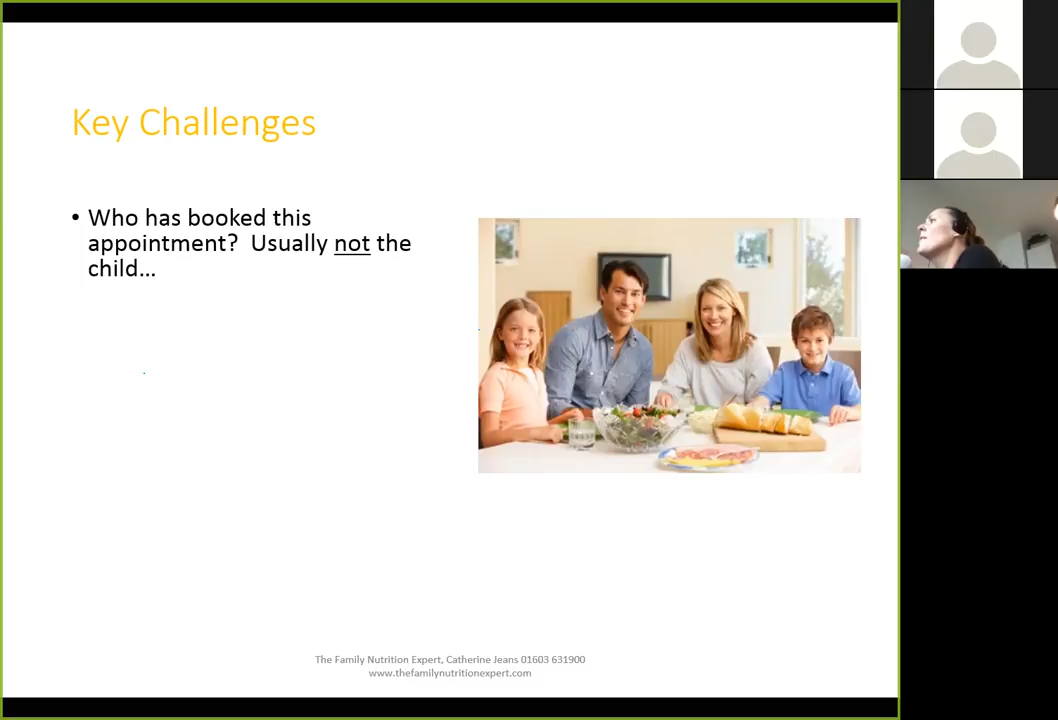 Key Challenges
• Who has booked this
appointment?  Usually not the
child...
The Family Nutrition Expert, Catherine Jeans 01603 631900
www.thefamilynutritionexpert.com